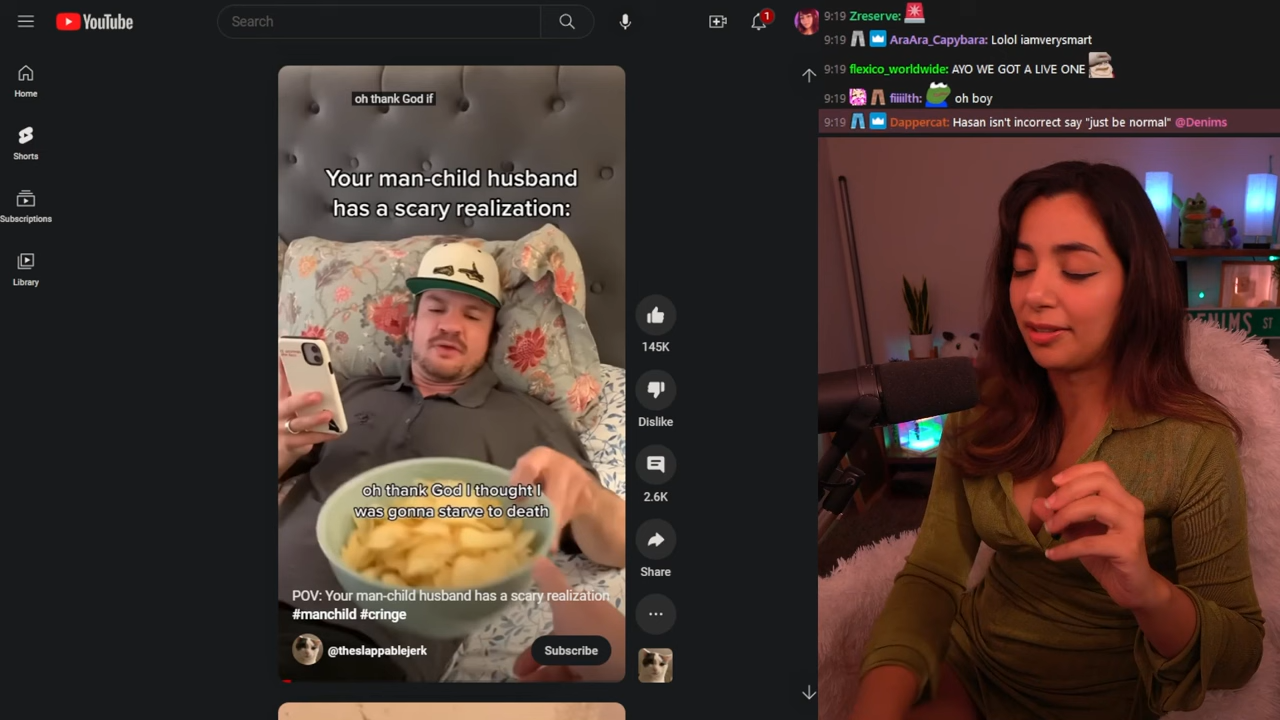 YouTube
Search
1
Home
Shorts
Subscriptions
Library
oh thank God if
Your man-child husband
has a scary realization:
oh thank God I thought I
was gonna starve to death
POV: Your man-child husband has a scary realization
#manchild #cringe
@theslappablejerk
Subscribe
145K
Dislike
2.6K
Share
9:19 Zreserve:
9:19 AraAra_Capybara: Lolol iamverysmart
9:19 flexico_worldwide: AYO WE GOT A LIVE ONE
9:19 fiiiilth: oh boy
9:19 Dappercat: Hasan isn't incorrect say "just be normal" @Denims
DENIMS ST